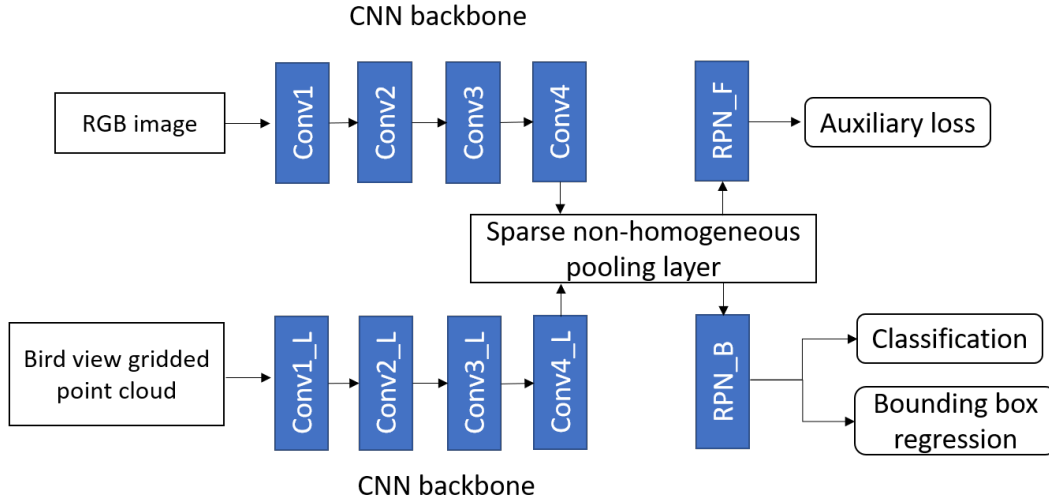 CNN backbone
RGB image
Conv1
Conv2
Conv3
Conv4
RPN_F
Auxiliary loss
Sparse non-homogeneous
pooling layer
Bird view gridded
point cloud
Conv1_L
Conv2_L
Conv3_L
Conv4_L
RPN_B
Classification
Bounding box
regression
CNN backbone